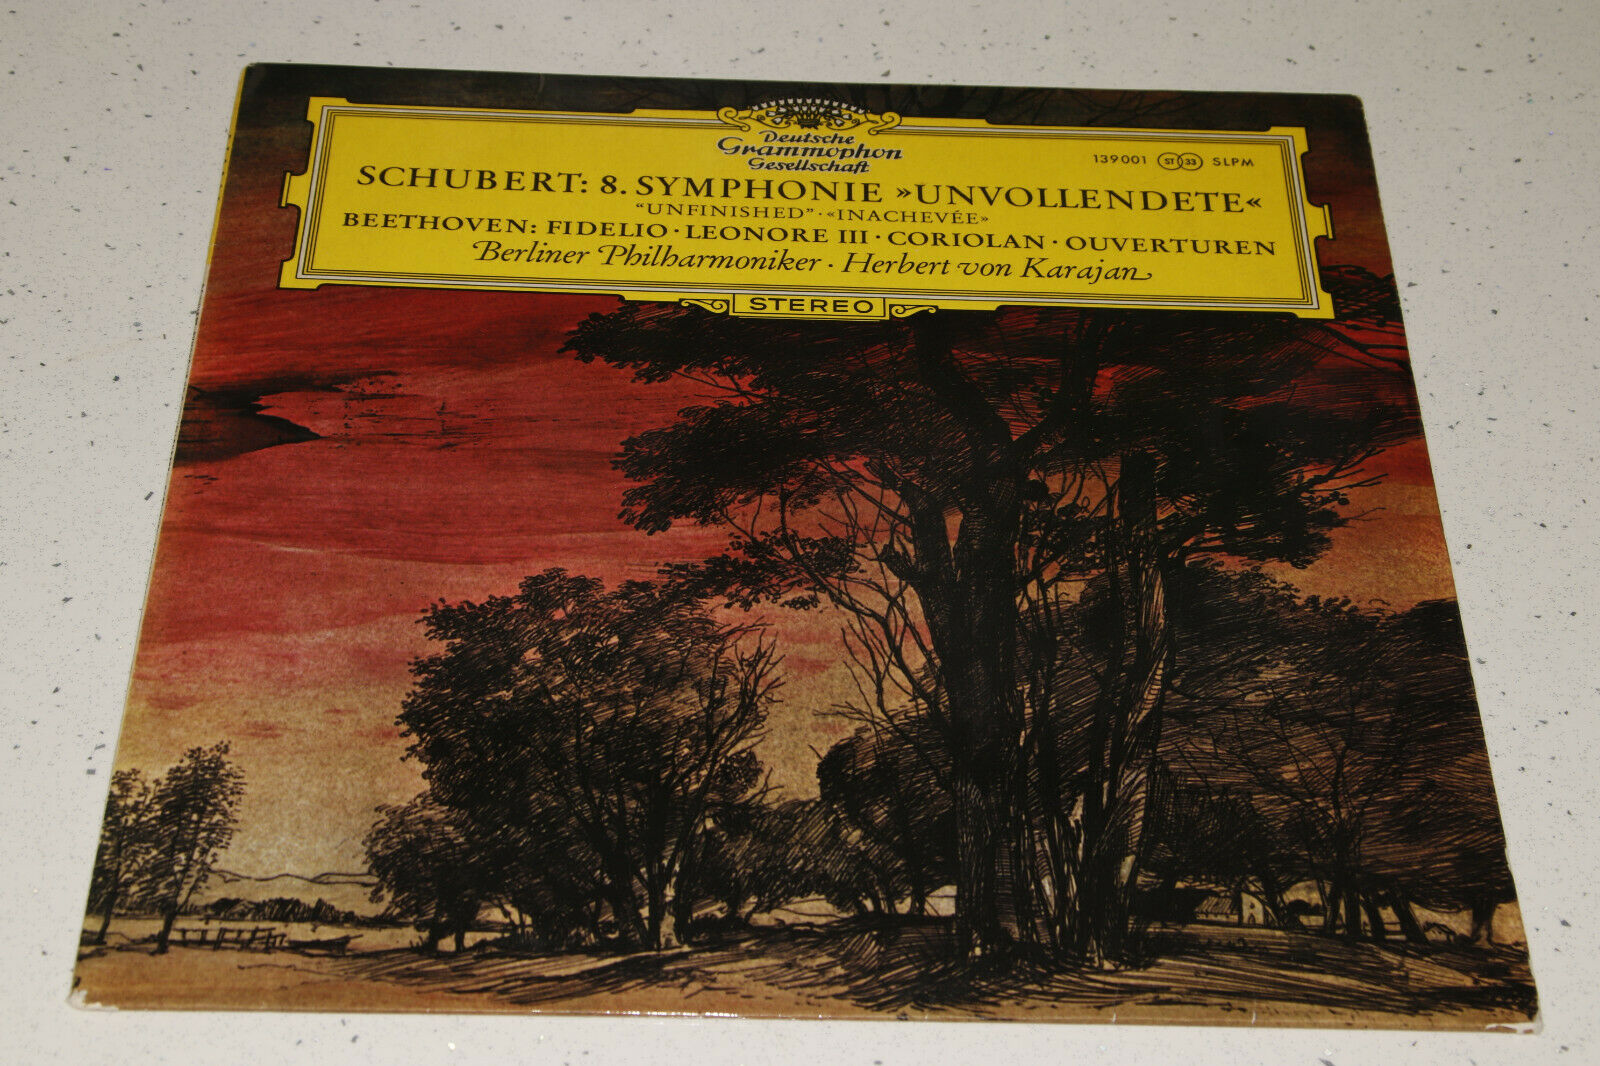 Deutsche
Grammophon
Gesellschaft
139001 ST 33 SLPM
SCHUBERT: 8. SYMPHONIE »UNVOLLENDETE«
“UNFINISHED” · «INACHEVÉE»
BEETHOVEN: FIDELIO · LEONORE III · CORIOLAN · OUVERTUREN
Berliner Philharmoniker · Herbert von Karajan
STEREO